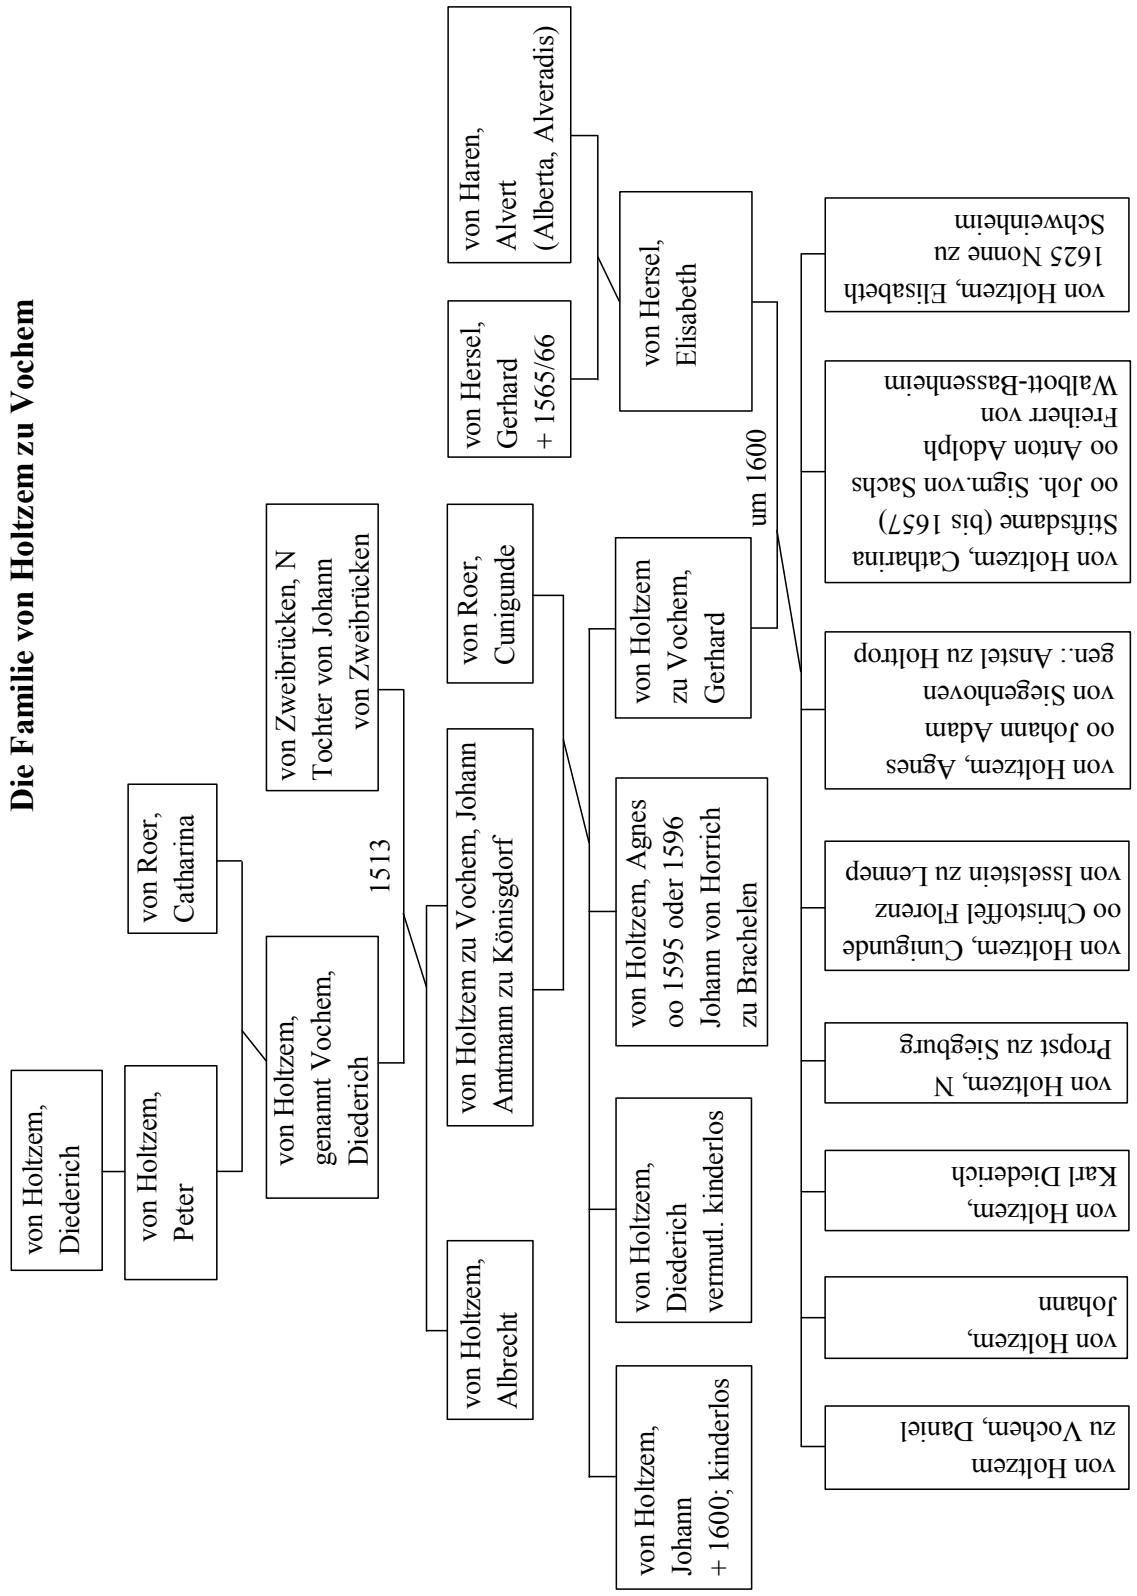 Die Familie von Holtzem zu Vochem
von Holtzem,
Diederich
von Holtzem,
Peter
von Roer,
Catharina
von Holtzem,
genannt Vochem,
Diederich
1513
von Zweibrücken, N
Tochter von Johann
von Zweibrücken
von Holtzem,
Albrecht
von Holtzem zu Vochem, Johann
Amtmann zu Könisgdorf
von Roer,
Cunigunde
von Hersel,
Gerhard
+ 1565/66
von Haren,
Alvert
(Alberta, Alveradis)
von Holtzem,
Johann
+ 1600; kinderlos
von Holtzem,
Diederich
vermutl. kinderlos
von Holtzem, Agnes
oo 1595 oder 1596
Johann von Horrich
zu Brachelen
von Holtzem
zu Vochem,
Gerhard
um 1600
von Hersel,
Elisabeth
von Holtzem
zu Vochem, Daniel
von Holtzem,
Johann
von Holtzem,
Karl Diederich
von Holtzem, N
Propst zu Siegburg
von Holtzem, Cunigunde
oo Christoffel Florenz
von Isselstein zu Lennep
von Holtzem, Agnes
oo Johann Adam
von Siegenhoven
gen.: Anstel zu Holtrop
von Holtzem, Catharina
Stiftsdame (bis 1657)
oo Joh. Sigm.von Sachs
oo Anton Adolph
Freiherr von
Walbott-Bassenheim
von Holtzem, Elisabeth
1625 Nonne zu
Schweinheim